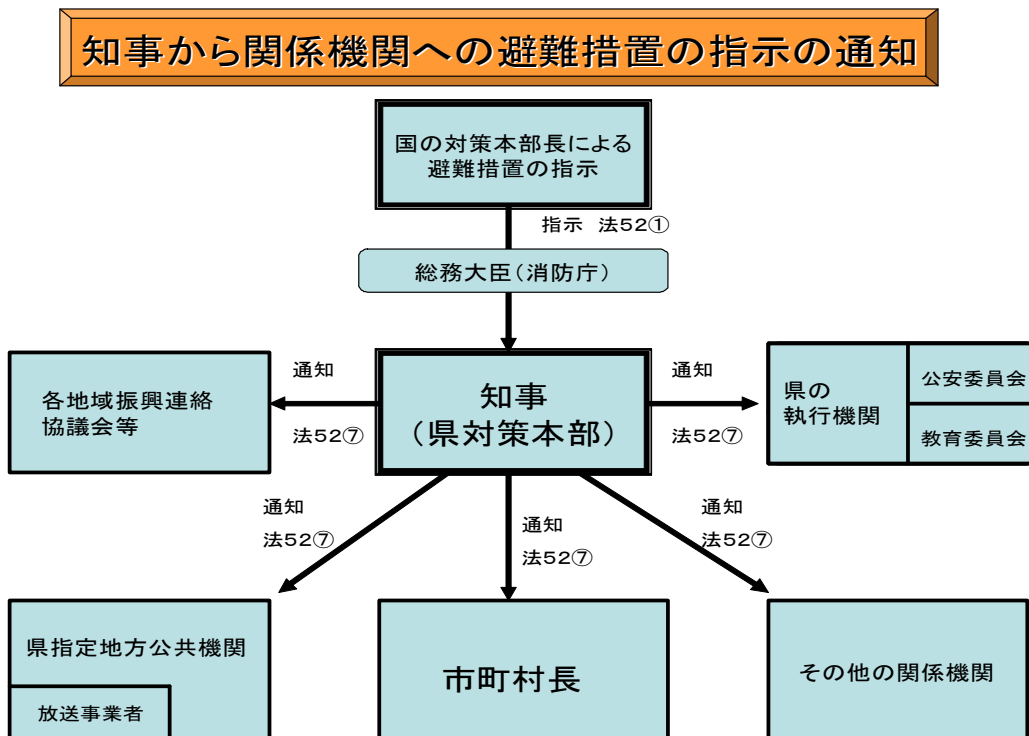 知事から関係機関への避難措置の指示の通知
国の対策本部長による
避難措置の指示
指示 法52①
総務大臣(消防庁)
各地域振興連絡
協議会等
通知
法52⑦
知事
(県対策本部)
通知
法52⑦
県の
執行機関
公安委員会
教育委員会
通知
法52⑦
通知
法52⑦
通知
法52⑦
県指定地方公共機関
放送事業者
市町村長
その他の関係機関